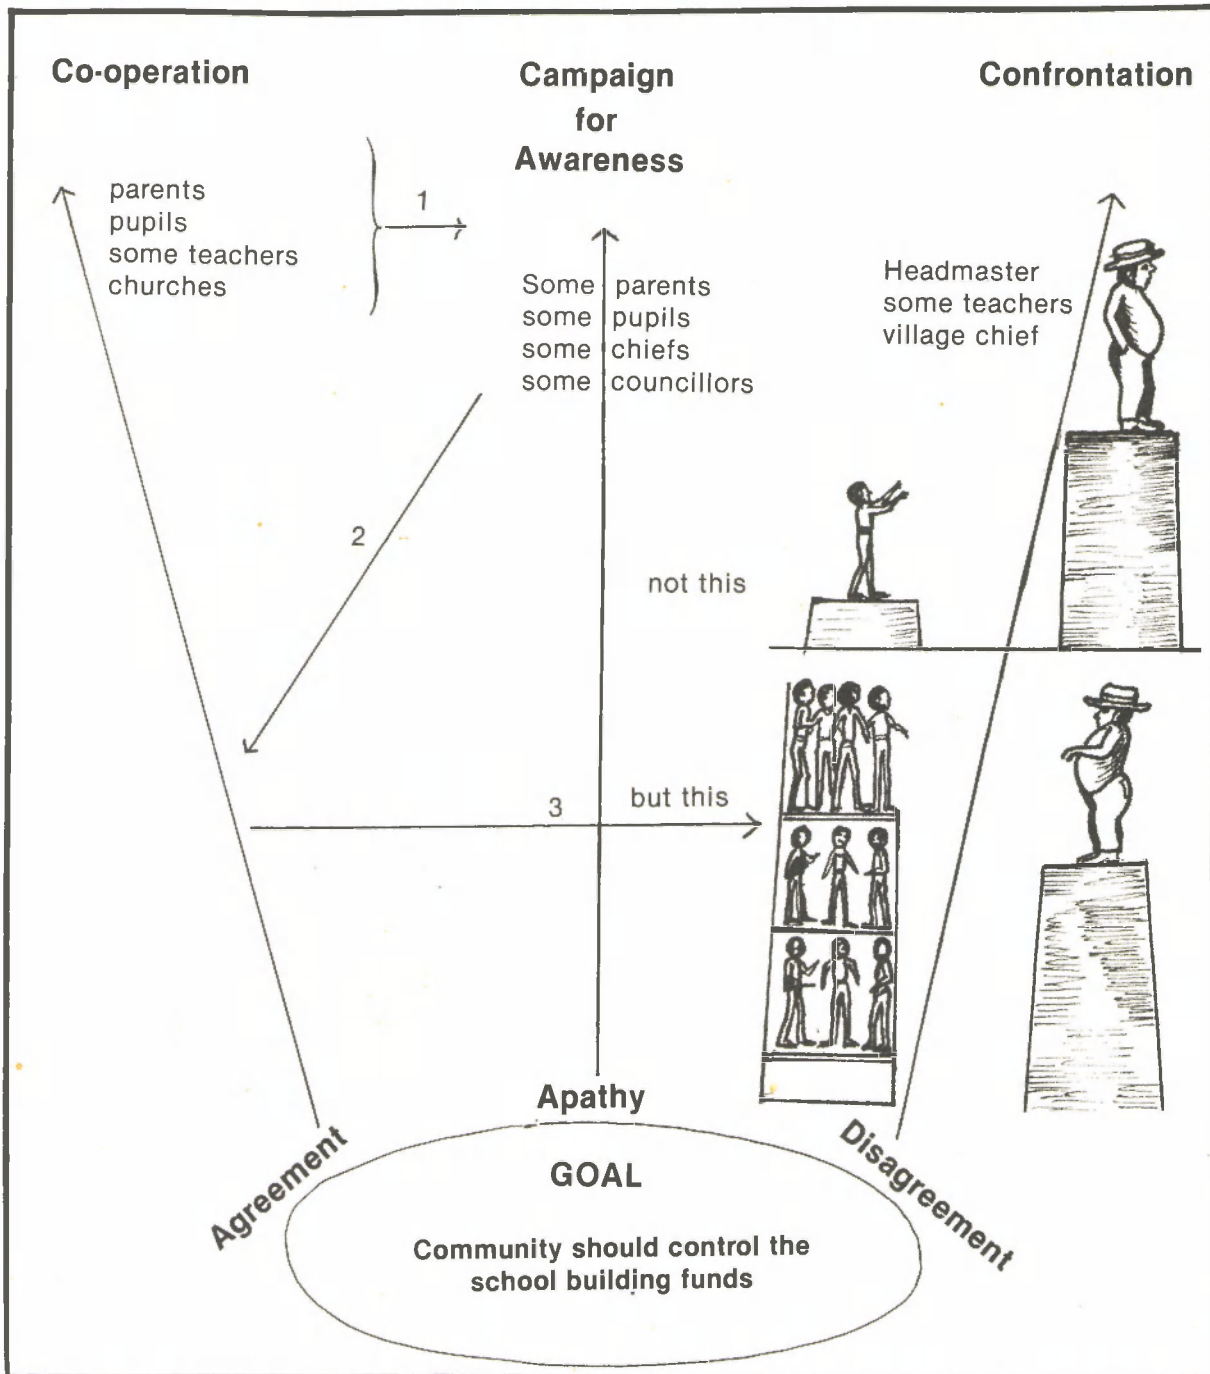 Co-operation
Campaign
for
Awareness
Confrontation
parents
pupils
some teachers
churches
1
Some parents
some pupils
some chiefs
some councillors
Headmaster
some teachers
village chief
2
not this
3
but this
Apathy
Agreement
Disagreement
GOAL
Community should control the
school building funds